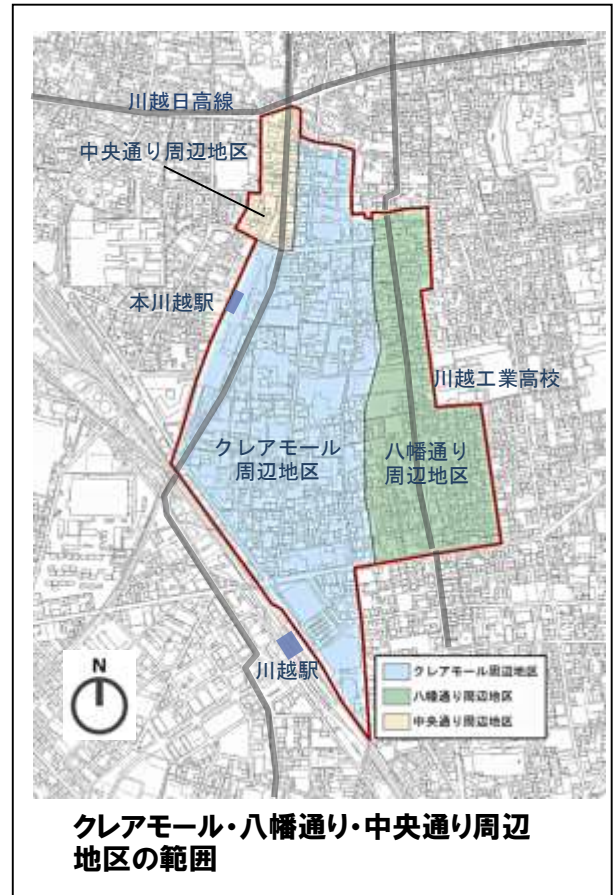 川越日高線
中央通り周辺地区
本川越駅
川越工業高校
クレアモール
周辺地区
八幡通り
周辺地区
川越駅
N
クレアモール周辺地区
八幡通り周辺地区
中央通り周辺地区
クレアモール・八幡通り・中央通り周辺
地区の範囲